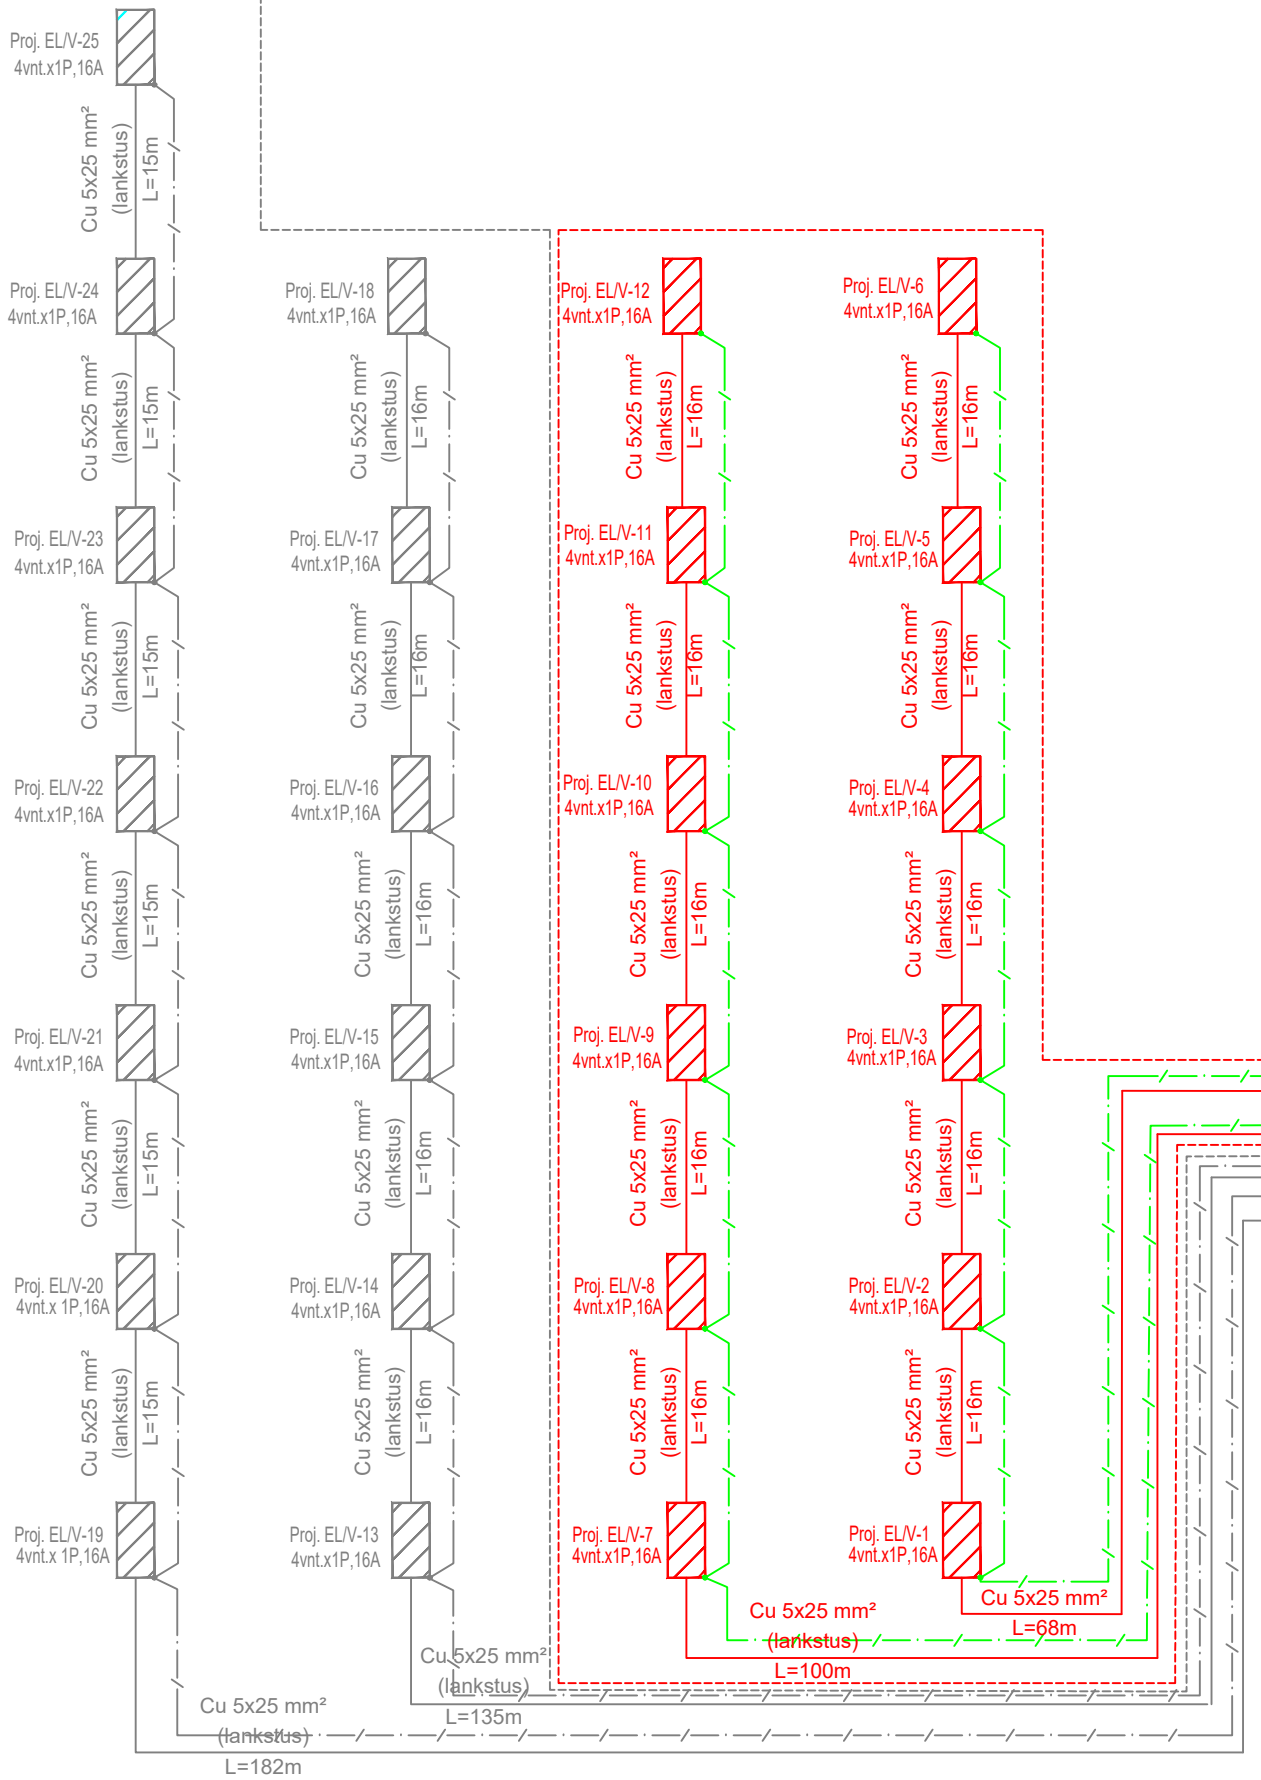 Proj. EL/V-25
4vnt.x1P,16A
Cu 5x25 mm²
(lankstus)
L=15m
Proj. EL/V-24
4vnt.x1P,16A
Cu 5x25 mm²
(lankstus)
L=15m
Proj. EL/V-23
4vnt.x1P,16A
Cu 5x25 mm²
(lankstus)
L=15m
Proj. EL/V-22
4vnt.x1P,16A
Cu 5x25 mm²
(lankstus)
L=15m
Proj. EL/V-21
4vnt.x1P,16A
Cu 5x25 mm²
(lankstus)
L=15m
Proj. EL/V-20
4vnt.x 1P,16A
Cu 5x25 mm²
(lankstus)
L=15m
Proj. EL/V-19
4vnt.x 1P,16A
Cu 5x25 mm²
(lankstus)
L=182m
Proj. EL/V-18
4vnt.x1P,16A
Cu 5x25 mm²
(lankstus)
L=16m
Proj. EL/V-17
4vnt.x1P,16A
Cu 5x25 mm²
(lankstus)
L=16m
Proj. EL/V-16
4vnt.x1P,16A
Cu 5x25 mm²
(lankstus)
L=16m
Proj. EL/V-15
4vnt.x1P,16A
Cu 5x25 mm²
(lankstus)
L=16m
Proj. EL/V-14
4vnt.x1P,16A
Cu 5x25 mm²
(lankstus)
L=16m
Proj. EL/V-13
4vnt.x1P,16A
Cu 5x25 mm²
(lankstus)
L=135m
Proj. EL/V-12
4vnt.x1P,16A
Cu 5x25 mm²
(lankstus)
L=16m
Proj. EL/V-11
4vnt.x1P,16A
Cu 5x25 mm²
(lankstus)
L=16m
Proj. EL/V-10
4vnt.x1P,16A
Cu 5x25 mm²
(lankstus)
L=16m
Proj. EL/V-9
4vnt.x1P,16A
Cu 5x25 mm²
(lankstus)
L=16m
Proj. EL/V-8
4vnt.x1P,16A
Cu 5x25 mm²
(lankstus)
L=16m
Proj. EL/V-7
4vnt.x1P,16A
Cu 5x25 mm²
(lankstus)
L=100m
Proj. EL/V-6
4vnt.x1P,16A
Cu 5x25 mm²
(lankstus)
L=16m
Proj. EL/V-5
4vnt.x1P,16A
Cu 5x25 mm²
(lankstus)
L=16m
Proj. EL/V-4
4vnt.x1P,16A
Cu 5x25 mm²
(lankstus)
L=16m
Proj. EL/V-3
4vnt.x1P,16A
Cu 5x25 mm²
(lankstus)
L=16m
Proj. EL/V-2
4vnt.x1P,16A
Cu 5x25 mm²
(lankstus)
L=16m
Proj. EL/V-1
4vnt.x1P,16A
Cu 5x25 mm²
L=68m